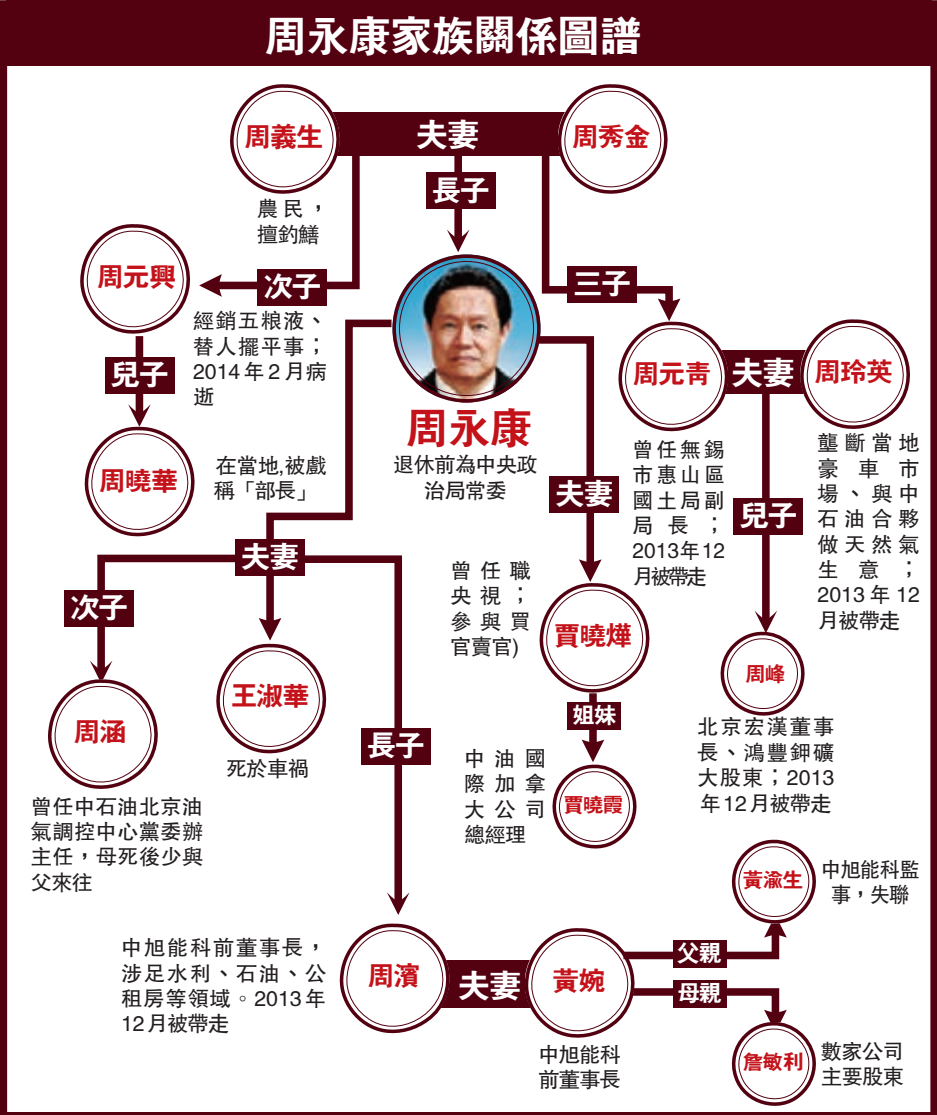 周永康家族關係圖譜
周義生
夫妻
周秀金
農民，
擅釣鱔
長子
周元興
次子
三子
經銷五粮液、
替人擺平事；
2014年2月病
逝
兒子
周曉華
在當地,被戲
稱「部長」
周永康
退休前為中央政
治局常委
周元青
夫妻
周玲英
曾任無錫
市惠山區
國土局副
局長；
2013年12
月被帶走
壟斷當地
豪車市
場、與中
石油合夥
做天然氣
生意；
2013年12
月被帶走
兒子
周峰
北京宏漢董事
長、鴻豐鉀礦
大股東；2013
年12月被帶走
夫妻
曾任職
央視；
參與買
官賣官)
賈曉燁
姐妹
中油國
際加拿
大公司
總經理
賈曉霞
夫妻
次子
周涵
曾任中石油北京油
氣調控中心黨委辦
主任，母死後少與
父來往
王淑華
死於車禍
長子
中旭能科前董事長，
涉足水利、石油、公
租房等領域。2013年
12月被帶走
周濱
夫妻
黃婉
中旭能科
前董事長
父親
黃渝生
中旭能科監
事，失聯
母親
詹敏利
數家公司
主要股東